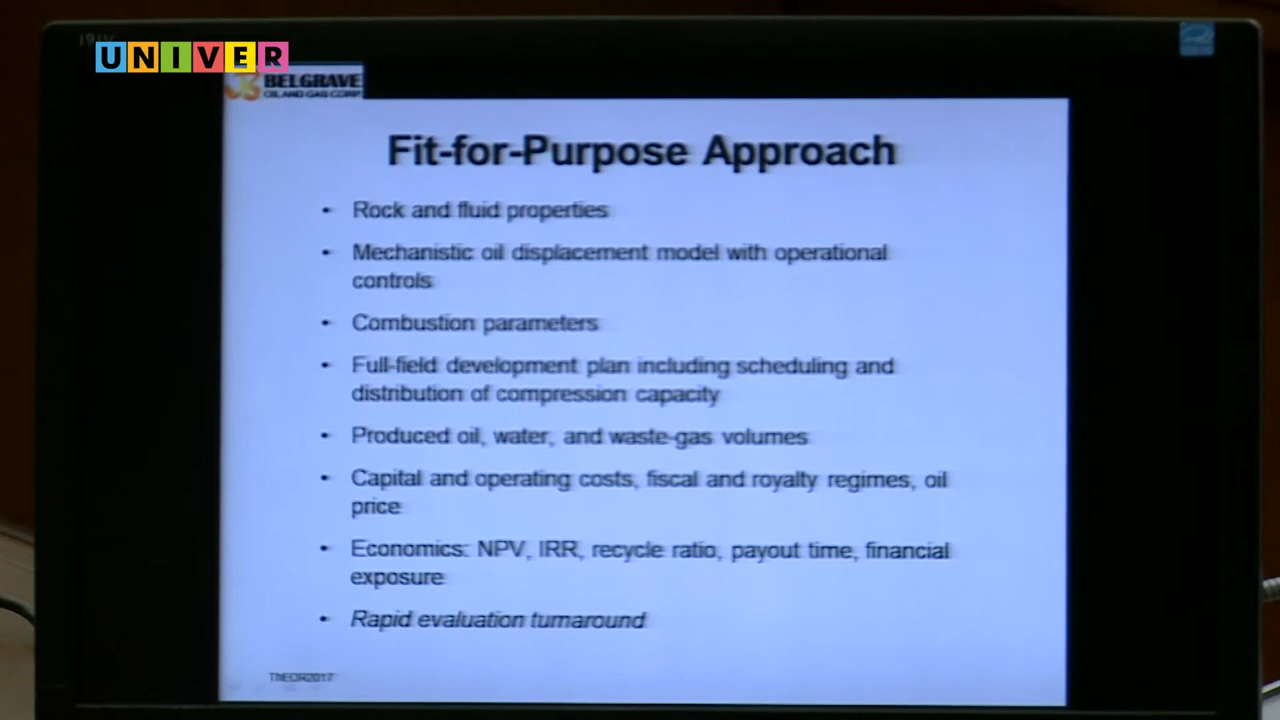 UNIVER
BELGRAVE
OIL AND GAS CORP.
Fit-for-Purpose Approach
• Rock and fluid properties
• Mechanistic oil displacement model with operational
controls
• Combustion parameters
• Full-field development plan including scheduling and
distribution of compression capacity
• Produced oil, water, and waste-gas volumes
• Capital and operating costs, fiscal and royalty regimes, oil
price
• Economics: NPV, IRR, recycle ratio, payout time, financial
exposure
• Rapid evaluation turnaround
ThEOR2017